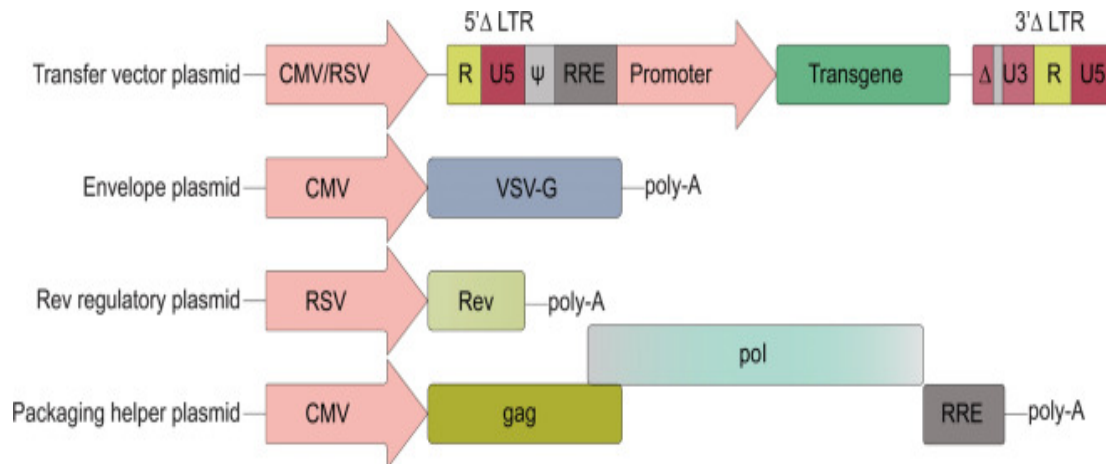 5'Δ LTR 3'Δ LTR
Transfer vector plasmid CMV/RSV R U5 ψ RRE Promoter Transgene Δ U3 R U5
Envelope plasmid CMV VSV-G poly-A
Rev regulatory plasmid RSV Rev poly-A
pol
Packaging helper plasmid CMV gag RRE poly-A